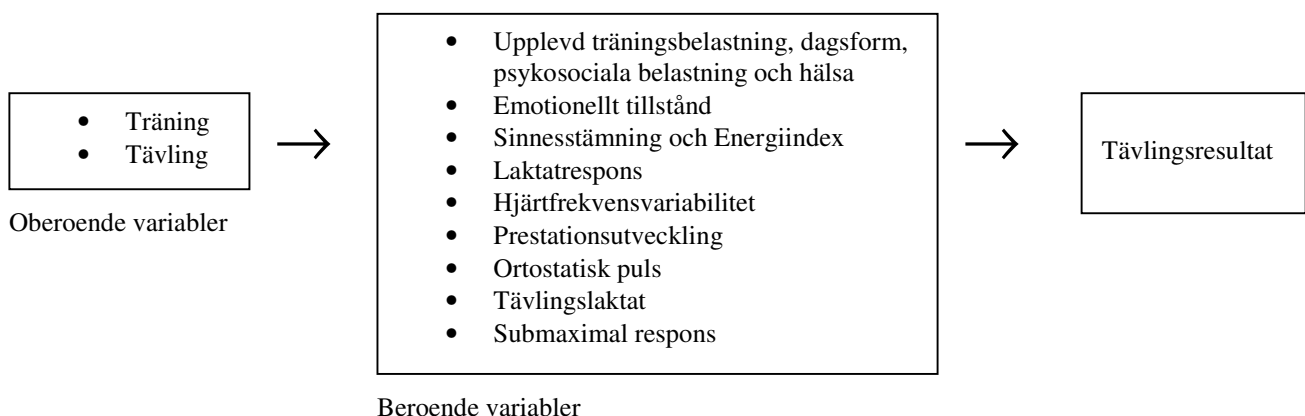 • Träning
• Tävling
Oberoende variabler
• Upplevd träningsbelastning, dagsform,
psykosociala belastning och hälsa
• Emotionellt tillstånd
• Sinnesstämning och Energiindex
• Laktatrespons
• Hjärtfrekvensvariabilitet
• Prestationsutveckling
• Ortostatisk puls
• Tävlingslaktat
• Submaximal respons
Beroende variabler
Tävlingsresultat